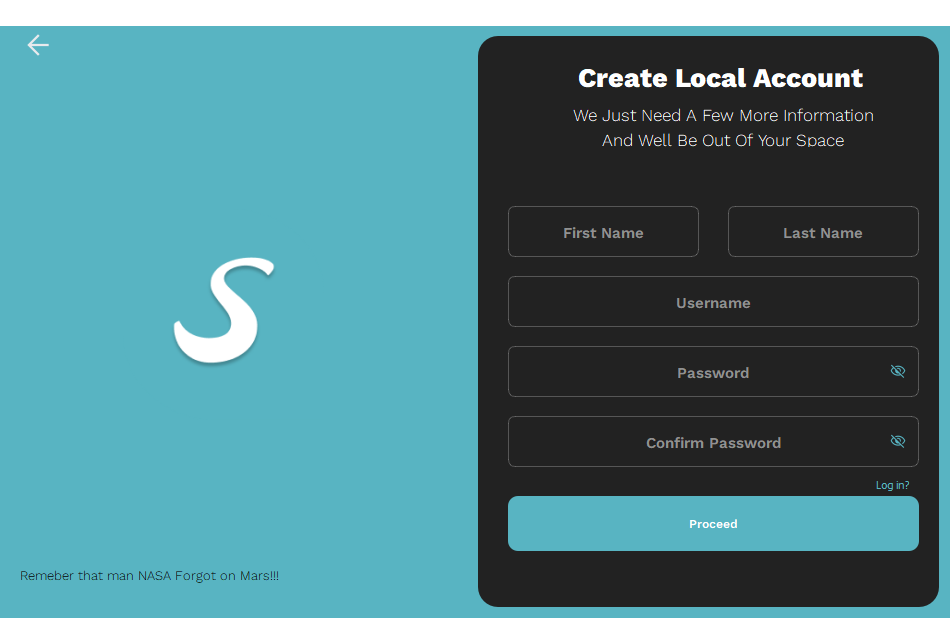 Create Local Account
We Just Need A Few More Information
And Well Be Out Of Your Space
First Name
Last Name
Username
Password
Confirm Password
Log in?
Proceed
S
Remeber that man NASA Forgot on Mars!!!